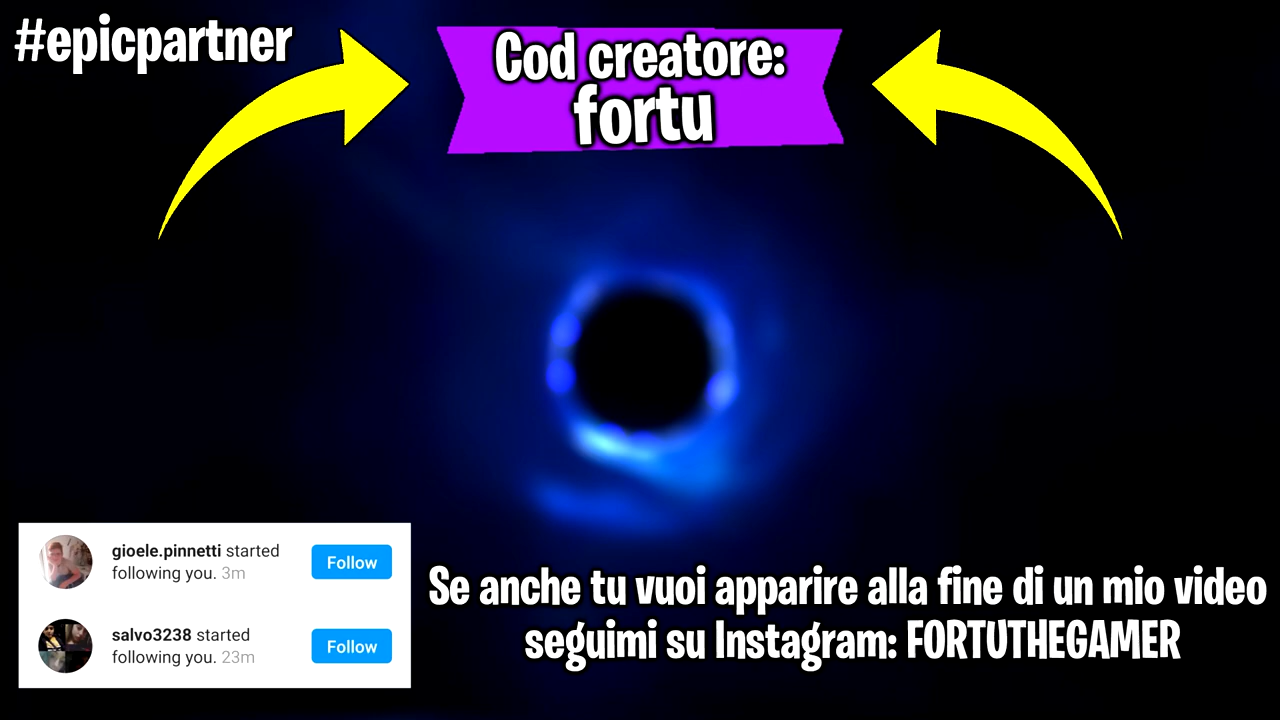 #epicpartner
Cod creatore:
fortu
gioele.pinnetti started
following you. 3m
Follow
salvo3238 started
following you. 23m
Follow
Se anche tu vuoi apparire alla fine di un mio video
seguimi su Instagram: FORTUTHEGAMER